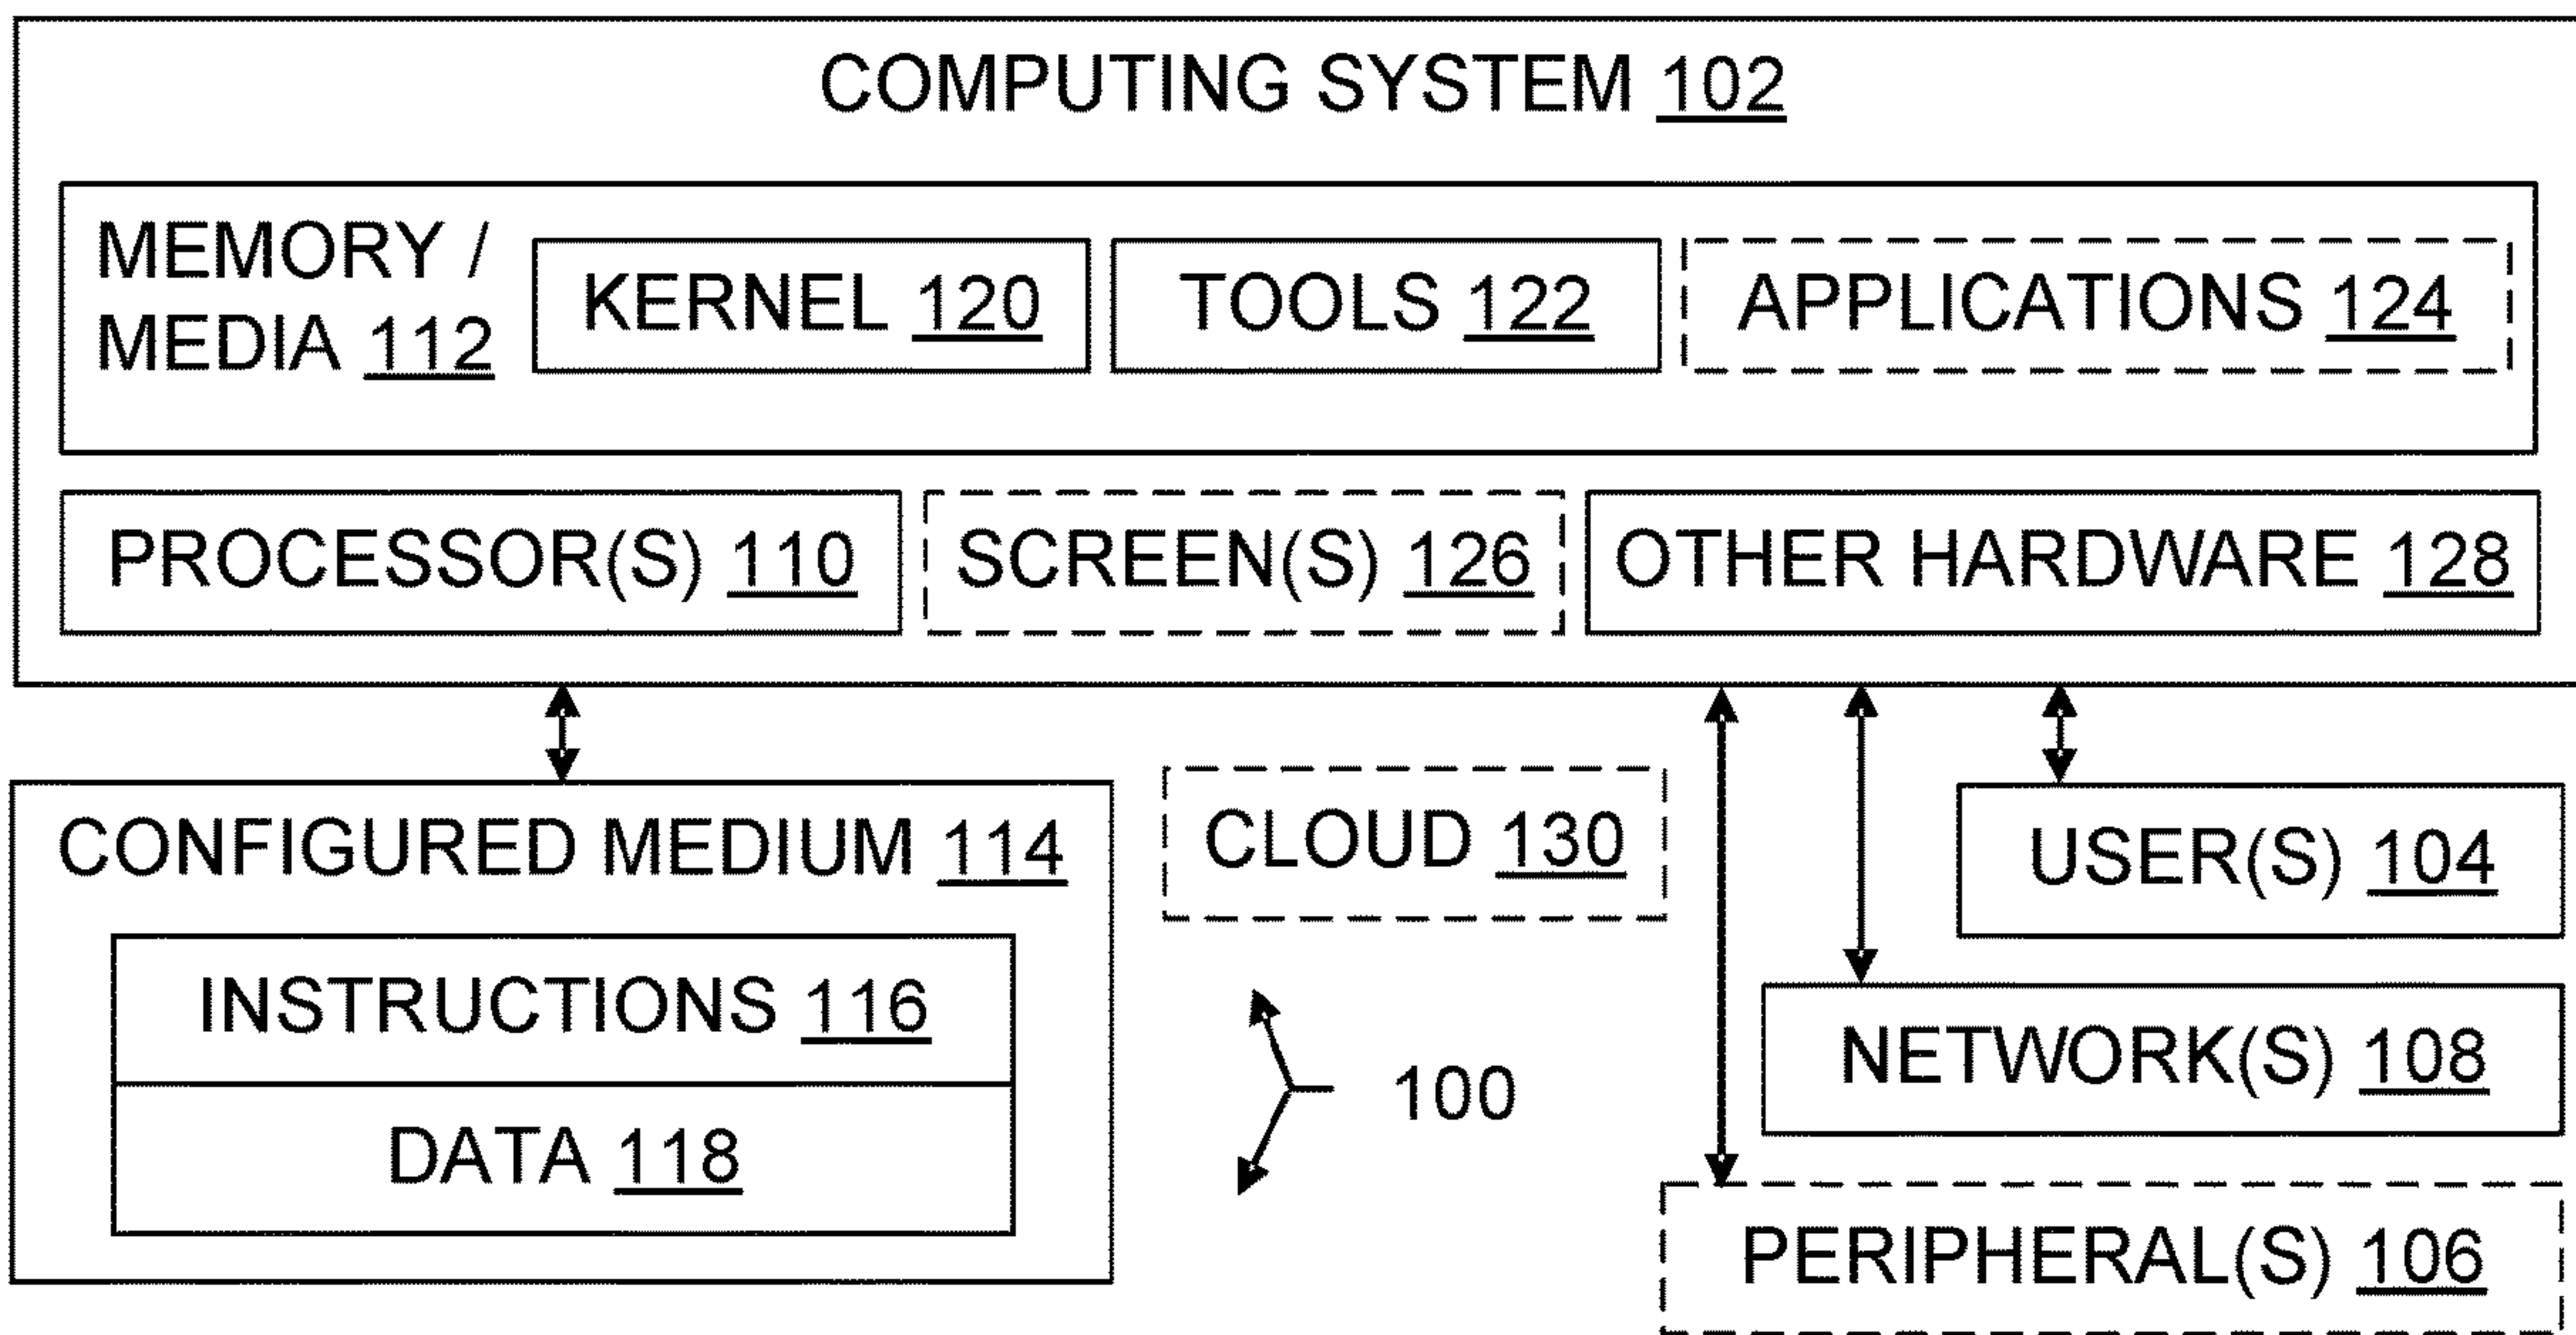 COMPUTING SYSTEM 102
MEMORY /
MEDIA 112
KERNEL 120
TOOLS 122
APPLICATIONS 124
PROCESSOR(S) 110
SCREEN(S) 126
OTHER HARDWARE 128
CONFIGURED MEDIUM 114
INSTRUCTIONS 116
DATA 118
CLOUD 130
100
USER(S) 104
NETWORK(S) 108
PERIPHERAL(S) 106